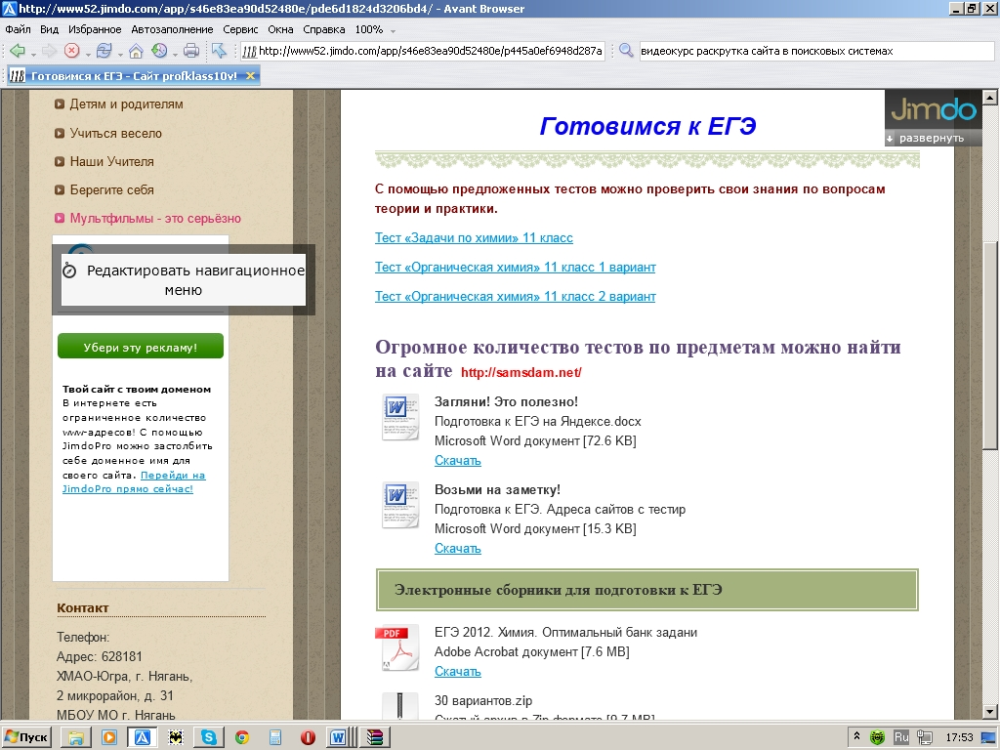 http://www52.jimdo.com/app/s46e83ea90d52480e/pde6d1824d3206bd4/ - Avant Browser
Файл Вид Избранное Автозаполнение Сервис Окна Справка 100%
http://www52.jimdo.com/app/s46e83ea90d52480e/p445a0ef6948d287a
видеокурс раскрутка сайта в поисковых системах
Готовимся к ЕГЭ - Сайт profklass10v!
Детям и родителям
Учиться весело
Наши Учителя
Берегите себя
Мультфильмы - это серьёзно
Редактировать навигационное
меню
Убери эту рекламу!
Твой сайт с твоим доменом
В интернете есть
ограниченное количество
www-адресов! С помощью
JimdoPro можно застолбить
себе доменное имя для
своего сайта. Перейди на
JimdoPro прямо сейчас!
Контакт
Телефон:
Адрес: 628181
ХМАО-Югра, г. Нягань,
2 микрорайон, д. 31
МБОУ МО г. Нягань
Jimdo
развернуть
Готовимся к ЕГЭ
С помощью предложенных тестов можно проверить свои знания по вопросам
теории и практики.
Тест «Задачи по химии» 11 класс
Тест «Органическая химия» 11 класс 1 вариант
Тест «Органическая химия» 11 класс 2 вариант
Огромное количество тестов по предметам можно найти
на сайте http://samsdam.net/
Загляни! Это полезно!
Подготовка к ЕГЭ на Яндексе.docx
Microsoft Word документ [72.6 KB]
Скачать
Возьми на заметку!
Подготовка к ЕГЭ. Адреса сайтов с тестир
Microsoft Word документ [15.3 KB]
Скачать
Электронные сборники для подготовки к ЕГЭ
PDF
ЕГЭ 2012. Химия. Оптимальный банк задани
Adobe Acrobat документ [7.6 MB]
Скачать
30 вариантов.zip
Сжатый архив в Zip формате [9.7 MB]
Пуск
Ru
17:53